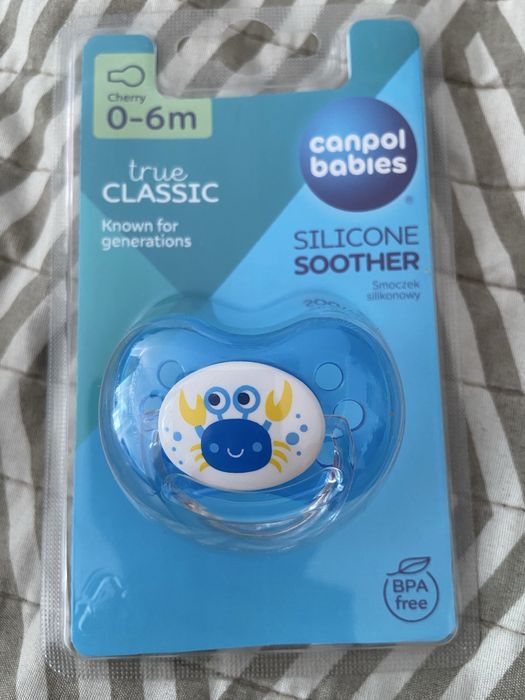 Cherry
0-6m
canpol
babies
®
true
CLASSIC
Known for
generations
SILICONE
SOOTHER
Smoczek
silikonowy
BPA
free